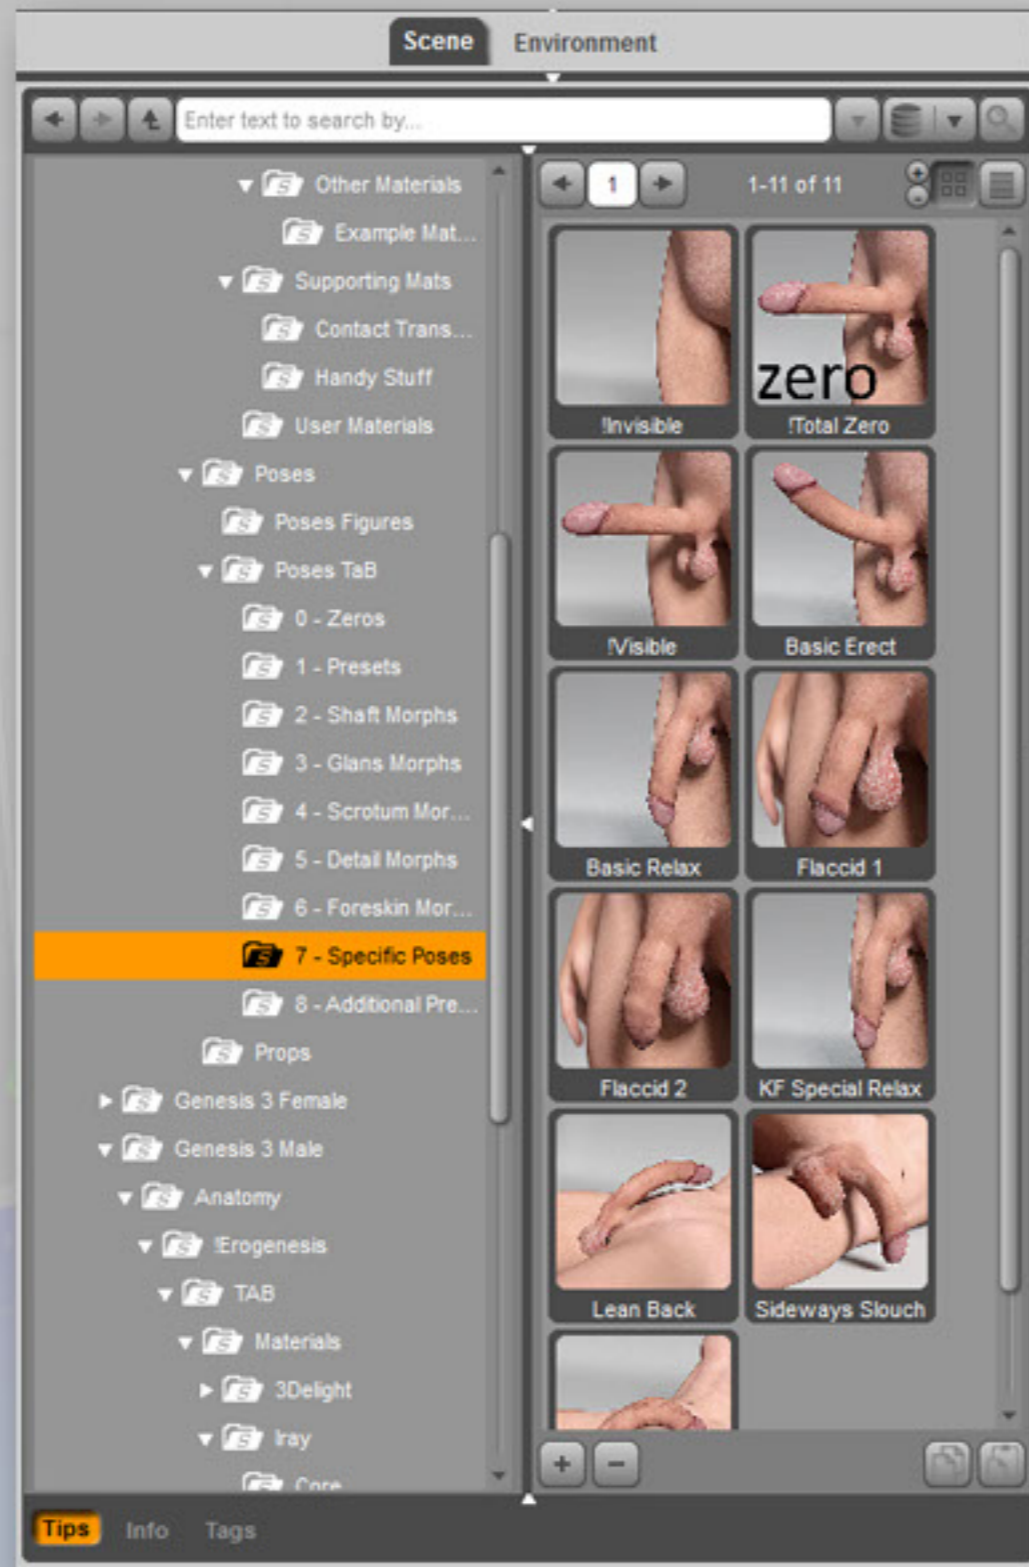 Scene
Environment
Enter text to search by...
Other Materials
Example Mat...
Supporting Mats
Contact Trans...
Handy Stuff
User Materials
Poses
Poses Figures
Poses TaB
0 - Zeros
1 - Presets
2 - Shaft Morphs
3 - Glans Morphs
4 - Scrotum Mor...
5 - Detail Morphs
6 - Foreskin Mor...
7 - Specific Poses
8 - Additional Pre...
Props
Genesis 3 Female
Genesis 3 Male
Anatomy
!Erogenesis
TAB
Materials
3Delight
Iray
Core
1
1-11 of 11
zero
!Invisible
!Total Zero
!Visible
Basic Erect
Basic Relax
Flaccid 1
Flaccid 2
KF Special Relax
Lean Back
Sideways Slouch
Tips
Info
Tags